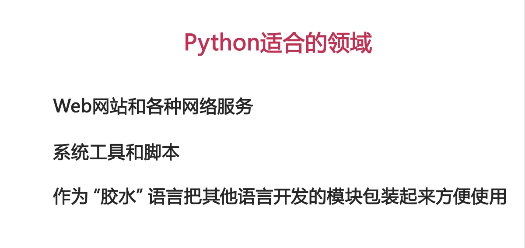 Python适合的领域
Web网站和各种网络服务
系统工具和脚本
作为 “胶水” 语言把其他语言开发的模块包装起来方便使用